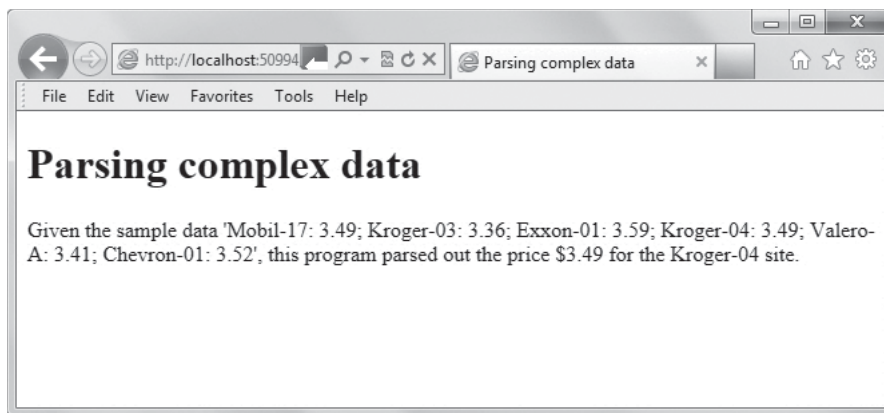 http://localhost:50994
Parsing complex data
File Edit View Favorites Tools Help
Parsing complex data
Given the sample data 'Mobil-17: 3.49; Kroger-03: 3.36; Exxon-01: 3.59; Kroger-04: 3.49; Valero-
A: 3.41; Chevron-01: 3.52', this program parsed out the price $3.49 for the Kroger-04 site.